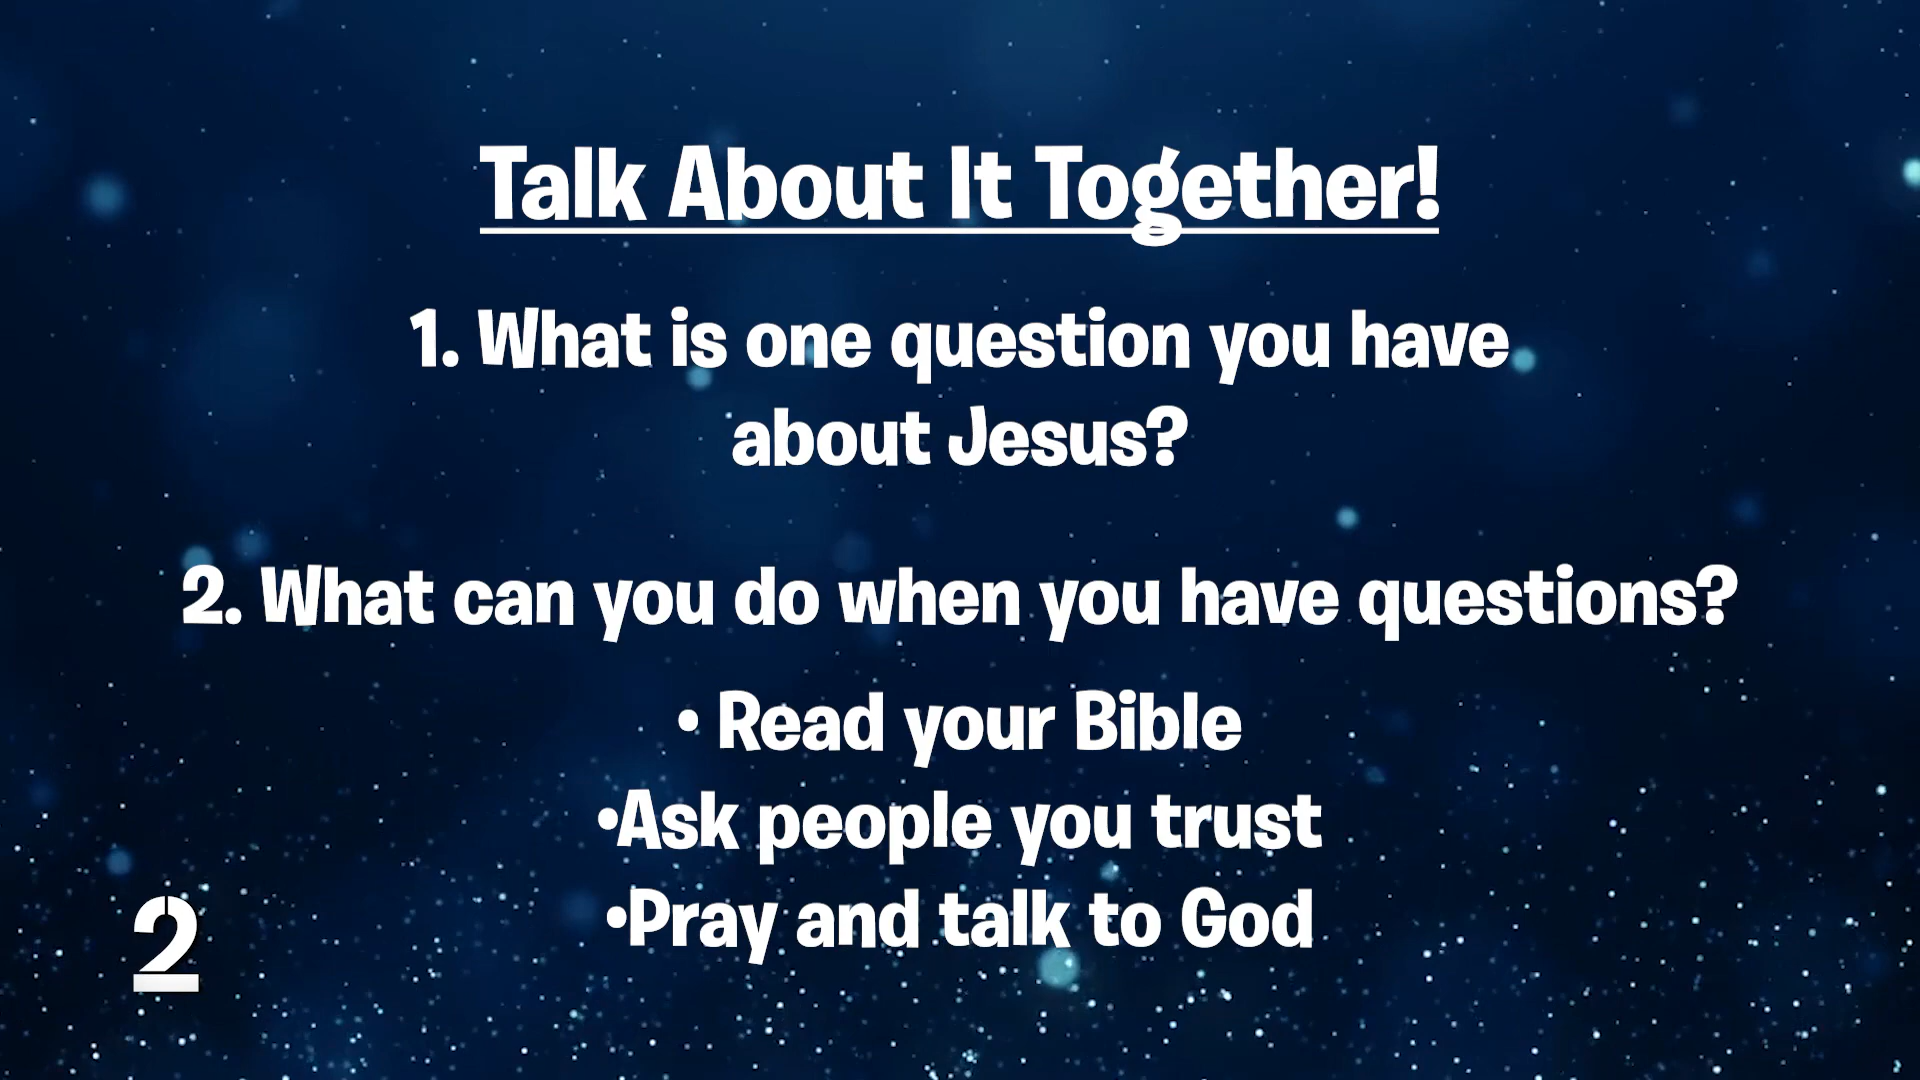 Talk About It Together!
1. What is one question you have
about Jesus?
2. What can you do when you have questions?
• Read your Bible
•Ask people you trust
•Pray and talk to God
2